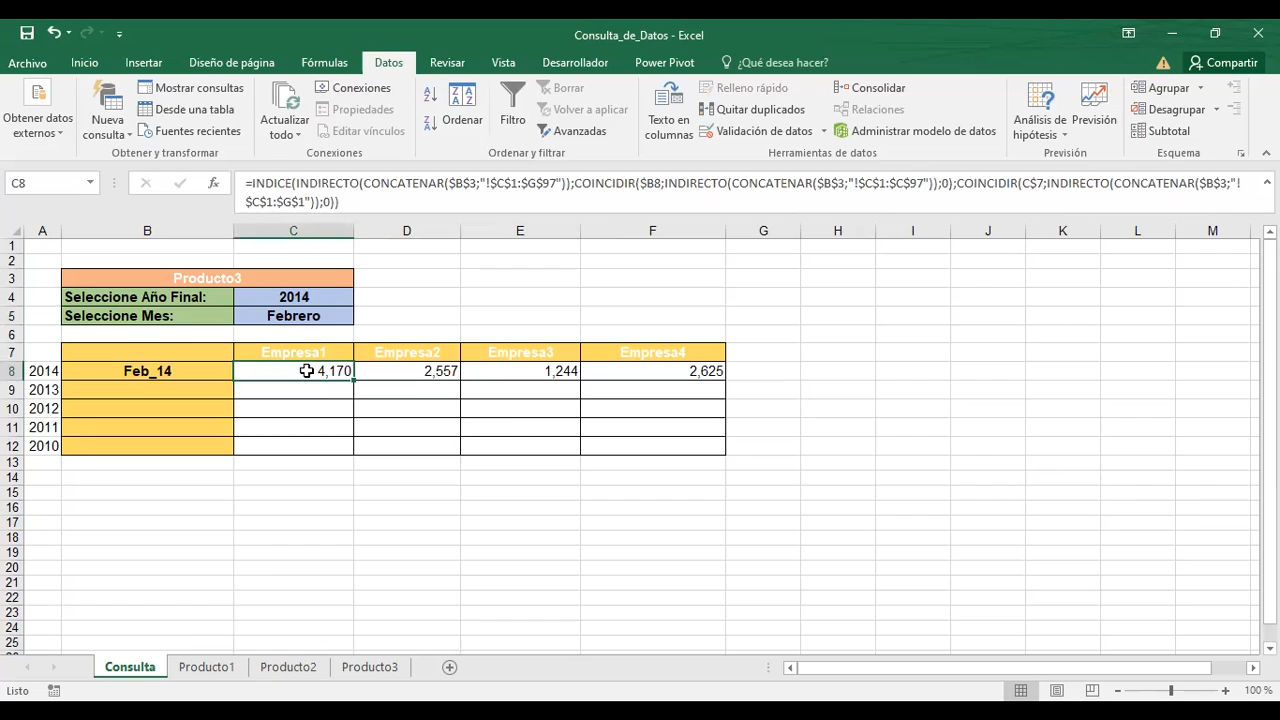 Consulta_de_Datos - Excel
Archivo Inicio Insertar Diseño de página Fórmulas Datos Revisar Vista Desarrollador Power Pivot ¿Qué desea hacer? Compartir
Obtener datos externos
Nueva consulta
Mostrar consultas
Desde una tabla
Fuentes recientes
Obtener y transformar
Actualizar todo
Conexiones
Propiedades
Editar vínculos
Conexiones
Ordenar
Filtro
Borrar
Volver a aplicar
Avanzadas
Ordenar y filtrar
Texto en columnas
Relleno rápido
Quitar duplicados
Validación de datos
Consolidar
Relaciones
Administrar modelo de datos
Herramientas de datos
Análisis de hipótesis
Previsión
Previsión
Agrupar
Desagrupar
Subtotal
Esquema
C8
fx
=INDICE(INDIRECTO(CONCATENAR($B$3;"!$C$1:$G$97"));COINCIDIR($B8;INDIRECTO(CONCATENAR($B$3;"!$C$1:$C$97"));0);COINCIDIR(C$7;INDIRECTO(CONCATENAR($B$3;"!
$C$1:$G$1"));0))
A B C D E F G H I J K L M
1
2
3 Producto3
4 Seleccione Año Final: 2014
5 Seleccione Mes: Febrero
6
7 Empresa1 Empresa2 Empresa3 Empresa4
8 2014 Feb_14 4,170 2,557 1,244 2,625
9 2013
10 2012
11 2011
12 2010
13
14
15
16
17
18
19
20
21
22
23
24
25
Consulta Producto1 Producto2 Producto3
Listo
100 %